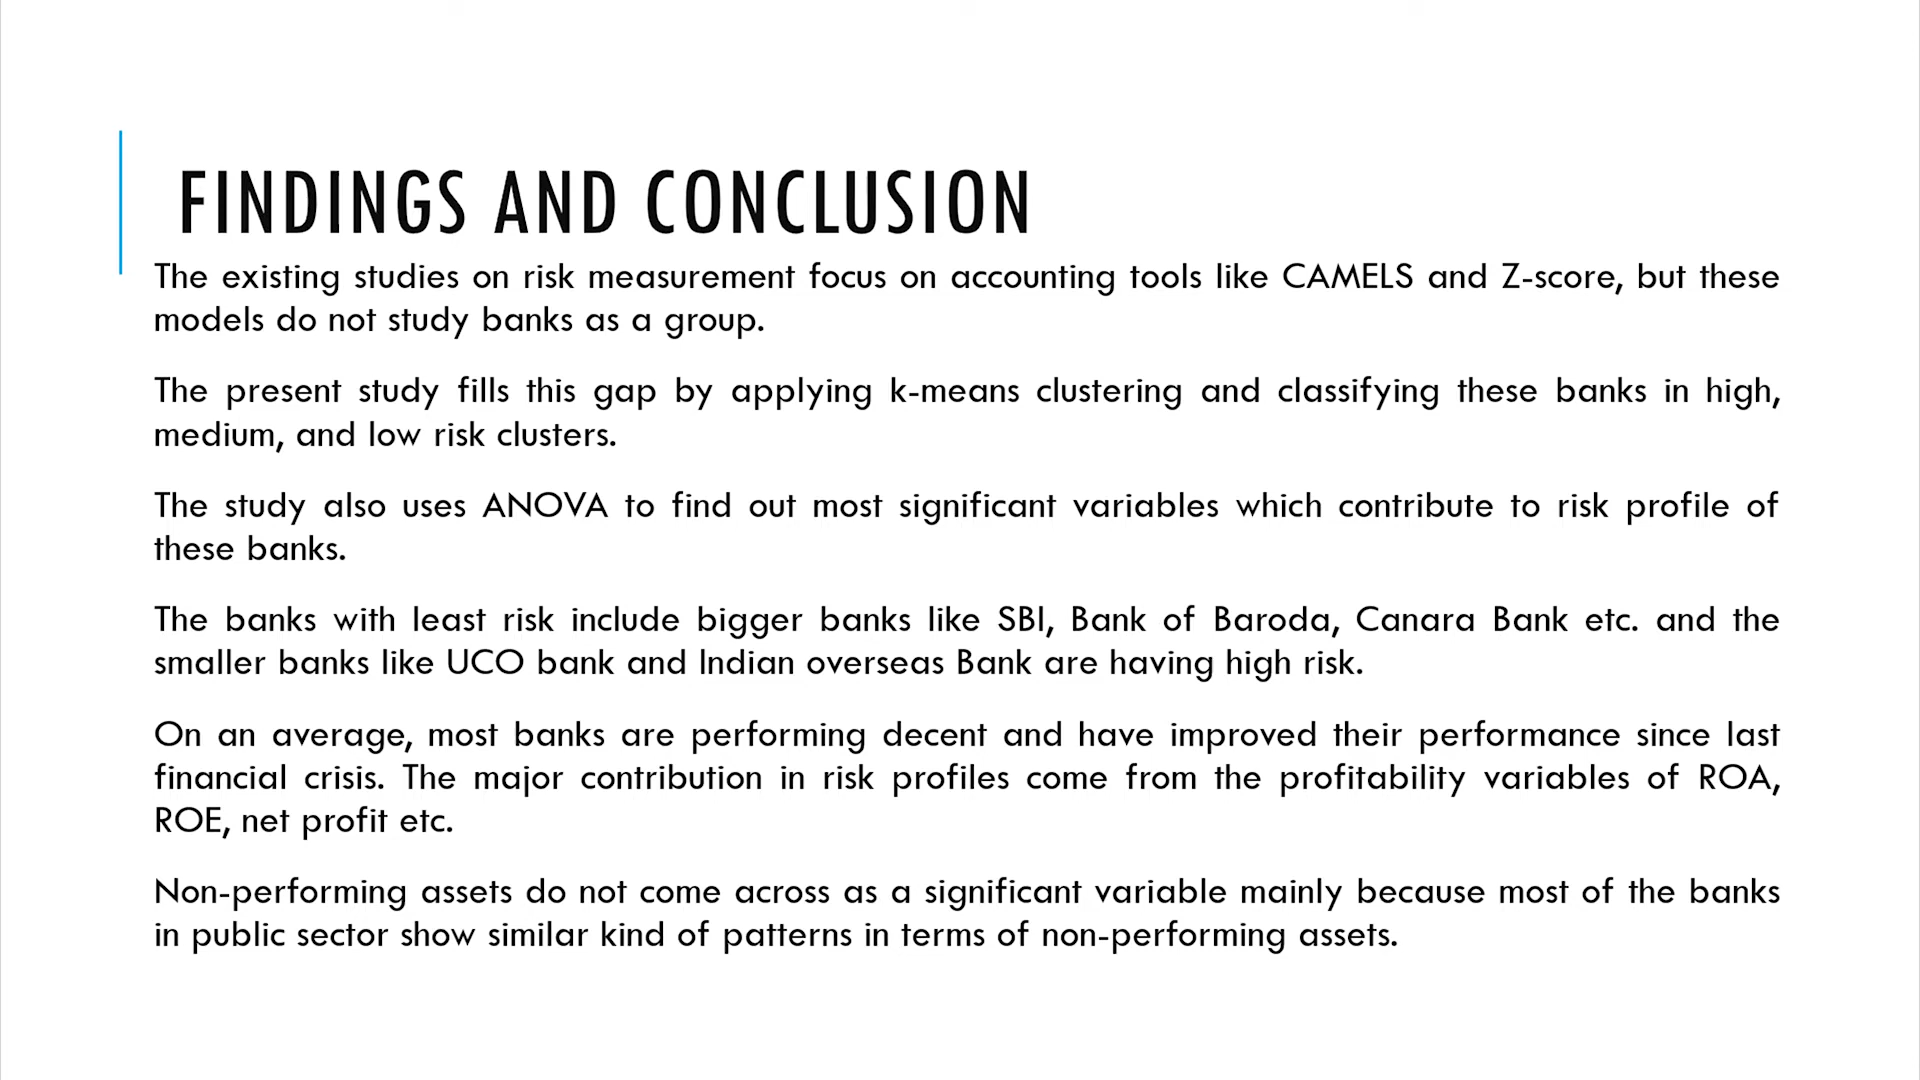 FINDINGS AND CONCLUSION
The existing studies on risk measurement focus on accounting tools like CAMELS and Z-score, but these
models do not study banks as a group.
The present study fills this gap by applying k-means clustering and classifying these banks in high,
medium, and low risk clusters.
The study also uses ANOVA to find out most significant variables which contribute to risk profile of
these banks.
The banks with least risk include bigger banks like SBI, Bank of Baroda, Canara Bank etc. and the
smaller banks like UCO bank and Indian overseas Bank are having high risk.
On an average, most banks are performing decent and have improved their performance since last
financial crisis. The major contribution in risk profiles come from the profitability variables of ROA,
ROE, net profit etc.
Non-performing assets do not come across as a significant variable mainly because most of the banks
in public sector show similar kind of patterns in terms of non-performing assets.